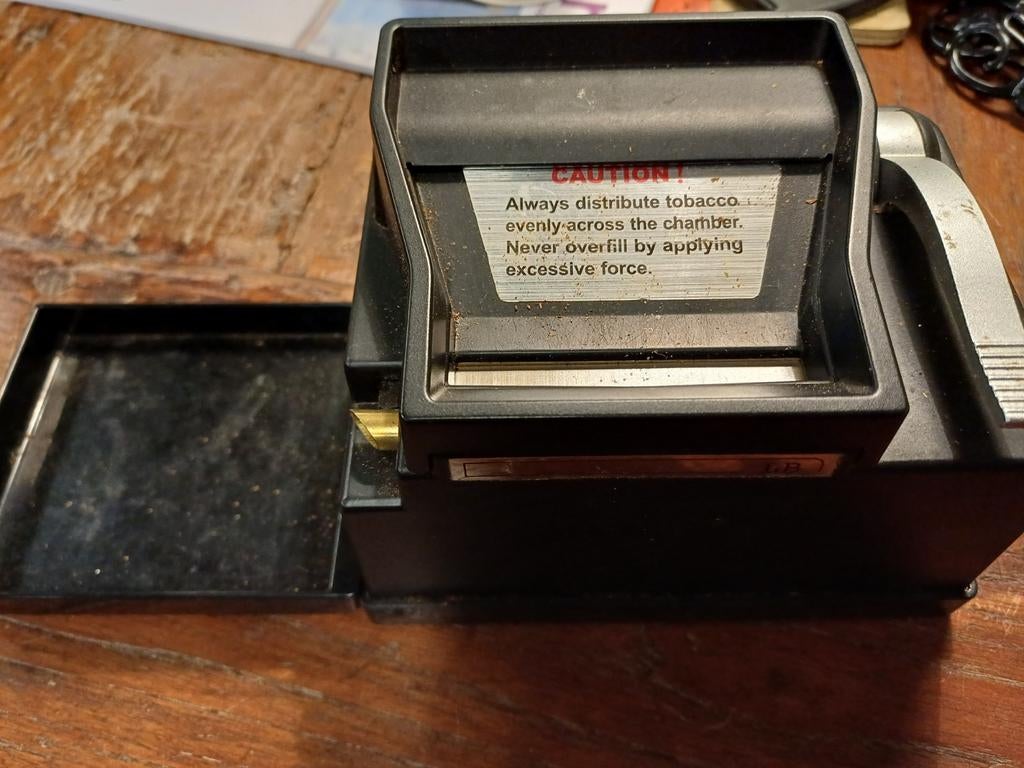 CAUTION!
Always distribute tobacco
evenly across the chamber.
Never overfill by applying
excessive force.